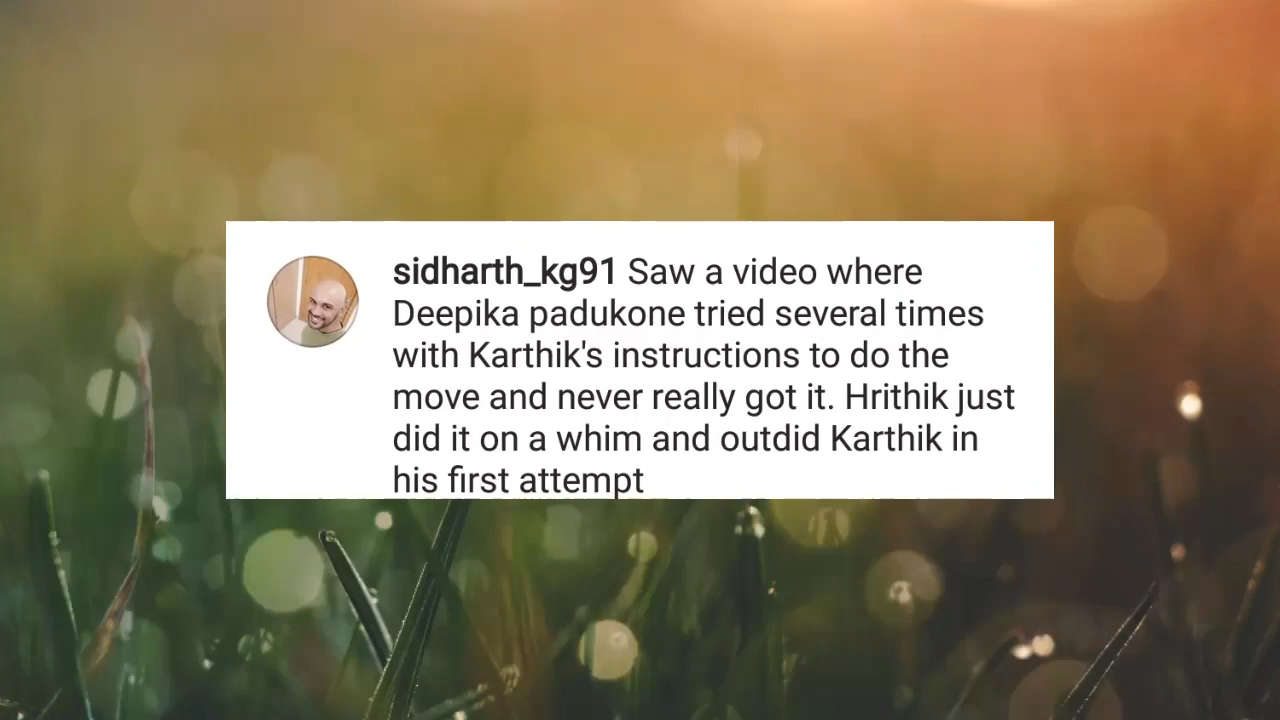 sidharth_kg91 Saw a video where
Deepika padukone tried several times
with Karthik's instructions to do the
move and never really got it. Hrithik just
did it on a whim and outdid Karthik in
his first attempt